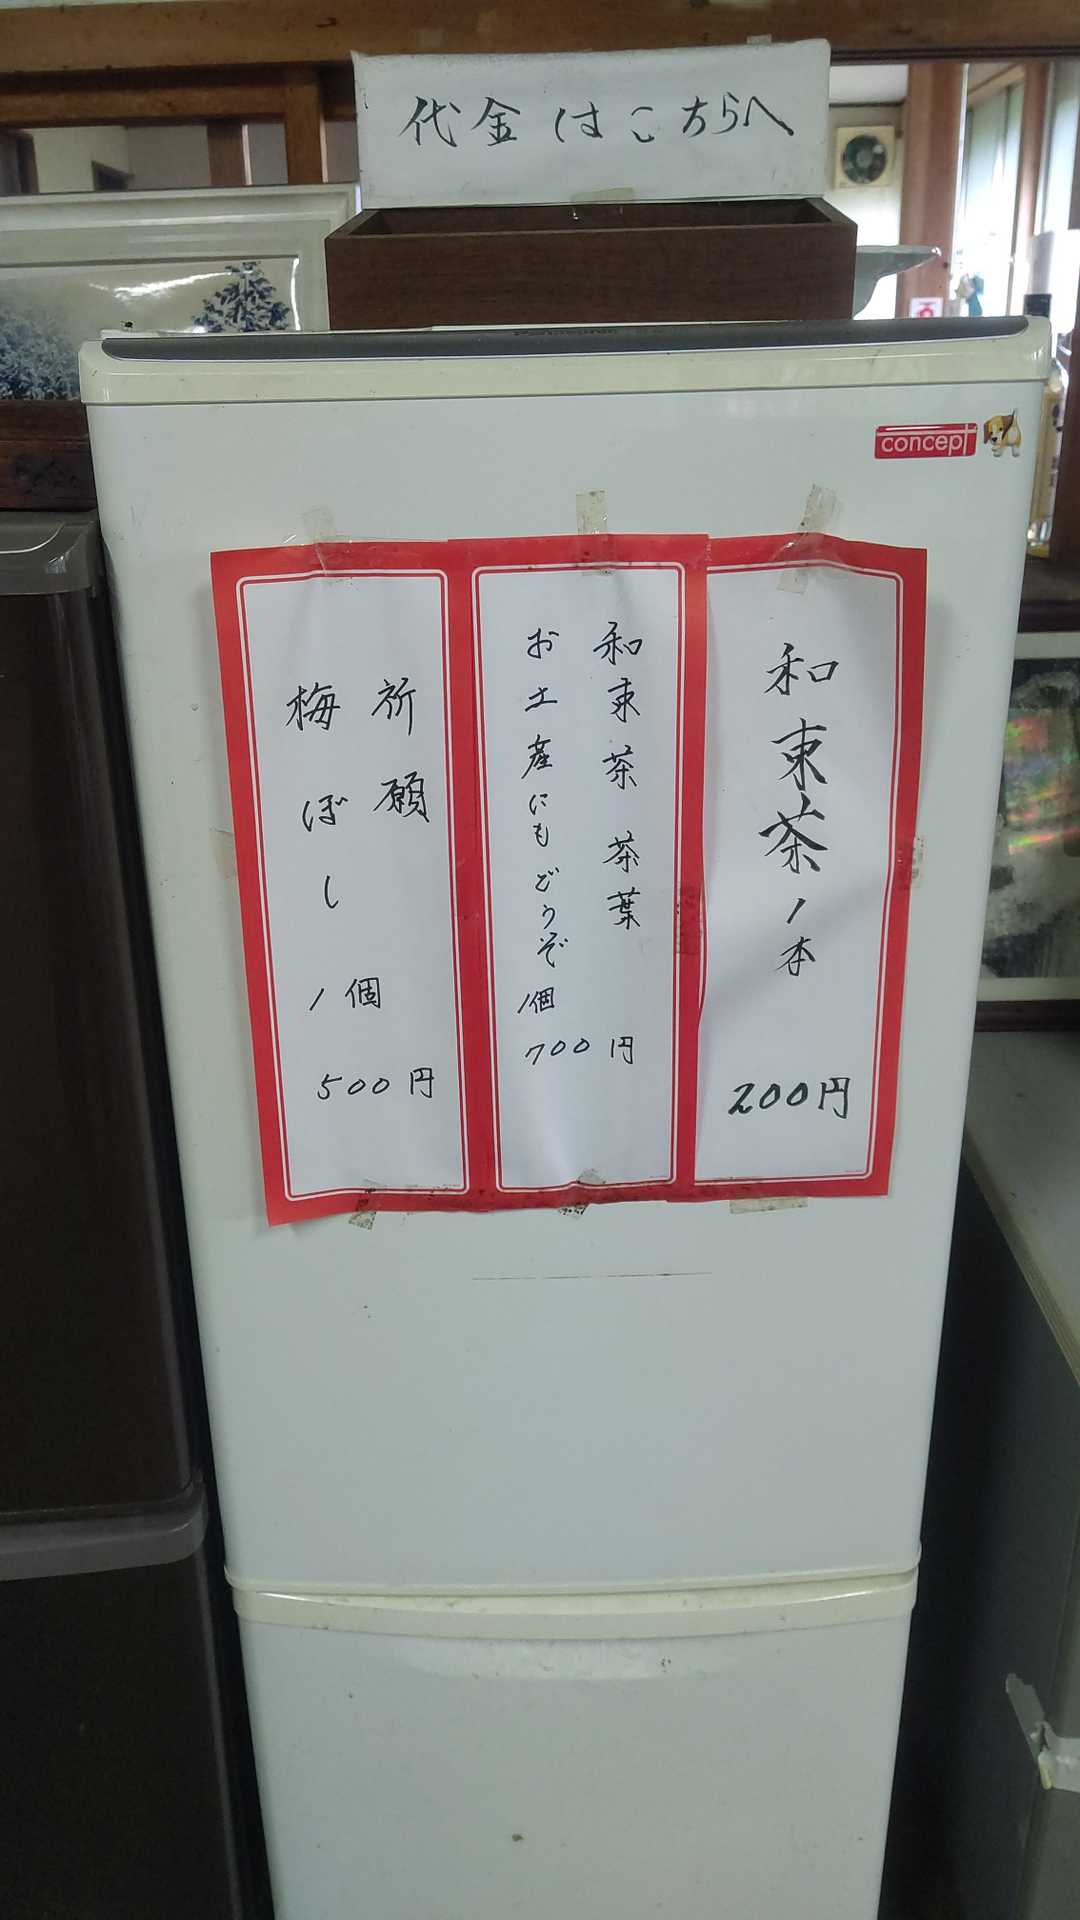 代金はこちらへ
concept
和束茶1本
200円
和束茶茶葉
お土産にもどうぞ1個
700円
祈願
梅ぼし1個
500円